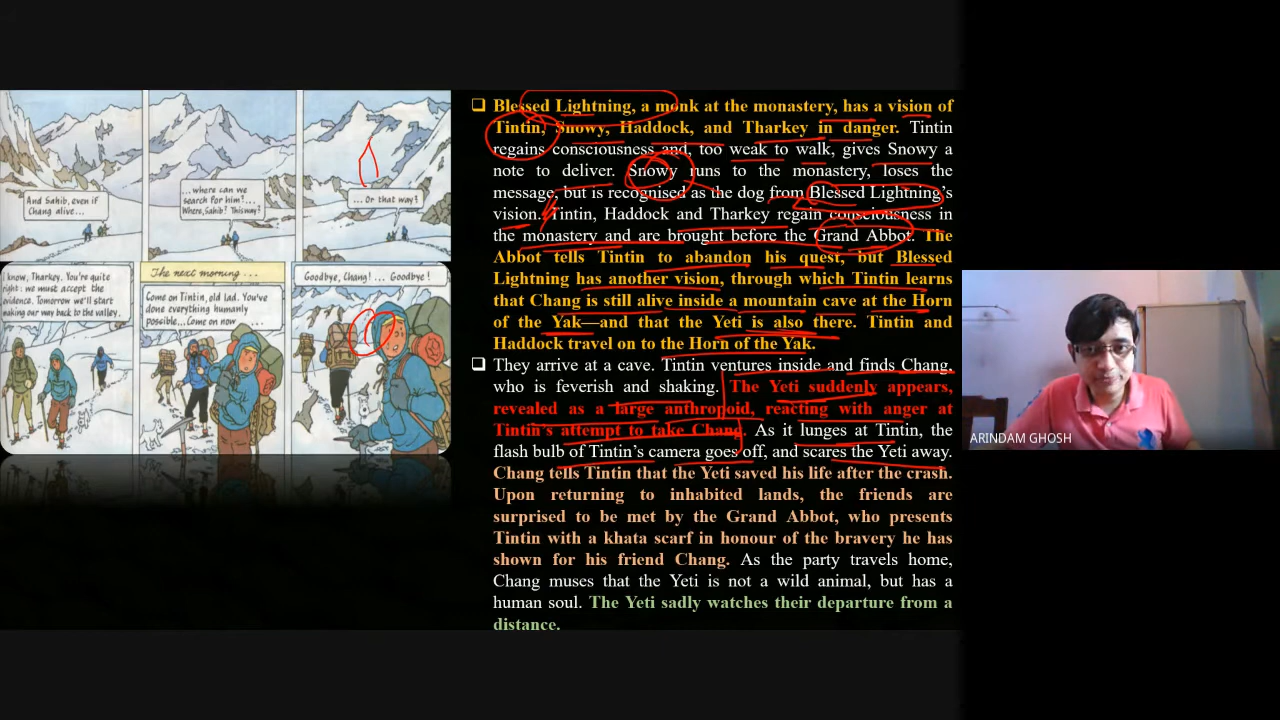 And Sahib, even if
Chang alive...
...where can we
search for him?...
Where, Sahib? This way?
...Or that way?
I know, Tharkey. You're quite
right: we must accept the
evidence. Tomorrow we'll start
making our way back to the valley.
The next morning ...
Come on Tintin, old lad. You've
done everything humanly
possible...Come on now ...
Goodbye, Chang!... Goodbye!
Blessed Lightning, a monk at the monastery, has a vision of
Tintin, Snowy, Haddock, and Tharkey in danger. Tintin
regains consciousness and, too weak to walk, gives Snowy a
note to deliver. Snowy runs to the monastery, loses the
message, but is recognised as the dog from Blessed Lightning's
vision. Tintin, Haddock and Tharkey regain consciousness in
the monastery and are brought before the Grand Abbot. The
Abbot tells Tintin to abandon his quest, but Blessed
Lightning has another vision, through which Tintin learns
that Chang is still alive inside a mountain cave at the Horn
of the Yak—and that the Yeti is also there. Tintin and
Haddock travel on to the Horn of the Yak.
They arrive at a cave. Tintin ventures inside and finds Chang,
who is feverish and shaking. The Yeti suddenly appears,
revealed as a large anthropoid, reacting with anger at
Tintin's attempt to take Chang. As it lunges at Tintin, the
flash bulb of Tintin's camera goes off, and scares the Yeti away.
Chang tells Tintin that the Yeti saved his life after the crash.
Upon returning to inhabited lands, the friends are
surprised to be met by the Grand Abbot, who presents
Tintin with a khata scarf in honour of the bravery he has
shown for his friend Chang. As the party travels home,
Chang muses that the Yeti is not a wild animal, but has a
human soul. The Yeti sadly watches their departure from a
distance.
ARINDAM GHOSH